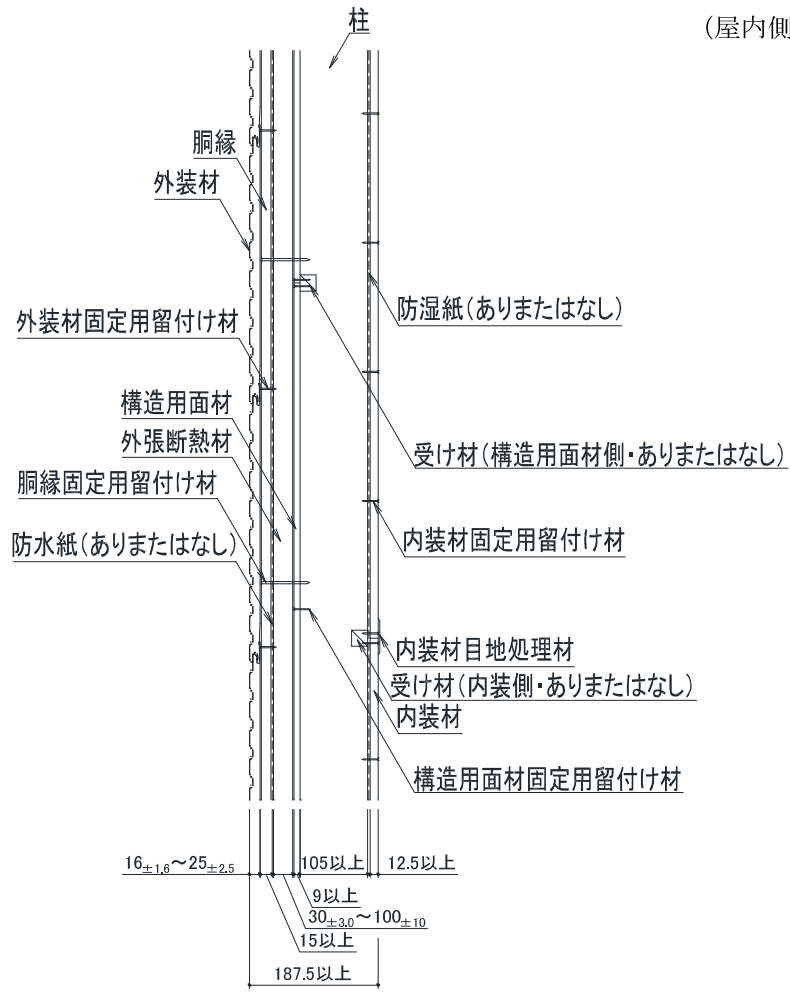 柱
（屋内側
胴縁
外装材
外装材固定用留付け材
防湿紙（ありまたはなし）
構造用面材
外張断熱材
受け材（構造用面材側・ありまたはなし）
胴縁固定用留付け材
防水紙（ありまたはなし）
内装材固定用留付け材
内装材目地処理材
受け材（内装側・ありまたはなし）
内装材
構造用面材固定用留付け材
16±1.6～25±2.5
105以上
12.5以上
9以上
30±3.0～100±10
15以上
187.5以上